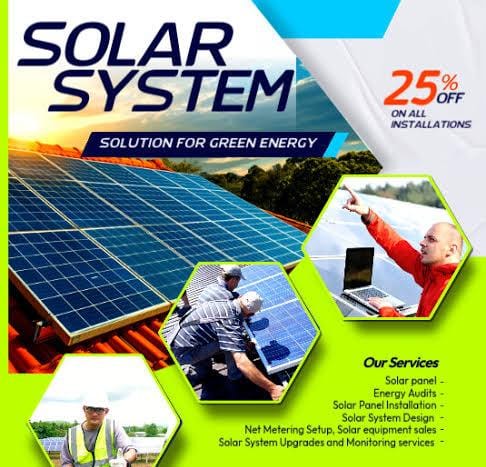 SOLAR
SYSTEM
SOLUTION FOR GREEN ENERGY
25% OFF
ON ALL
INSTALLATIONS
Our Services
Solar panel -
Energy Audits -
Solar Panel Installation -
Solar System Design -
Net Metering Setup, Solar equipment sales -
Solar System Upgrades and Monitoring services -